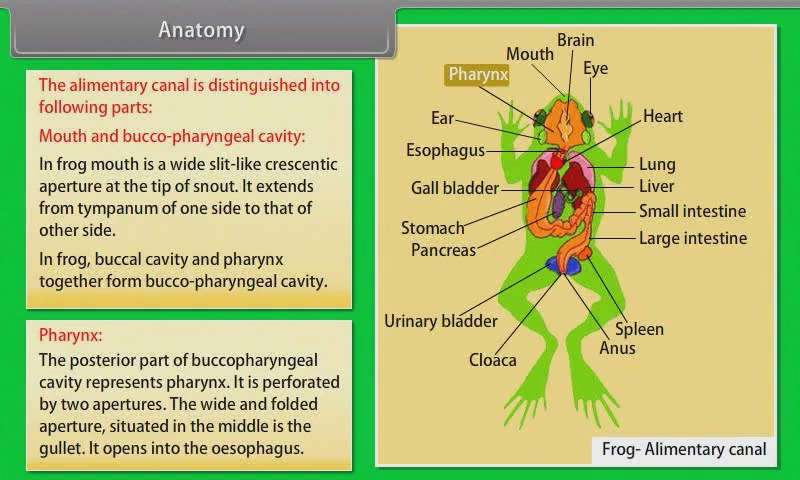 Anatomy
The alimentary canal is distinguished into
following parts:
Mouth and bucco-pharyngeal cavity:
In frog mouth is a wide slit-like crescentic
aperture at the tip of snout. It extends
from tympanum of one side to that of
other side.
In frog, buccal cavity and pharynx
together form bucco-pharyngeal cavity.
Pharynx:
The posterior part of buccopharyngeal
cavity represents pharynx. It is perforated
by two apertures. The wide and folded
aperture, situated in the middle is the
gullet. It opens into the oesophagus.
Brain
Mouth
Eye
Pharynx
Ear
Heart
Esophagus
Lung
Gall bladder
Liver
Small intestine
Stomach
Large intestine
Pancreas
Urinary bladder
Spleen
Anus
Cloaca
Frog- Alimentary canal